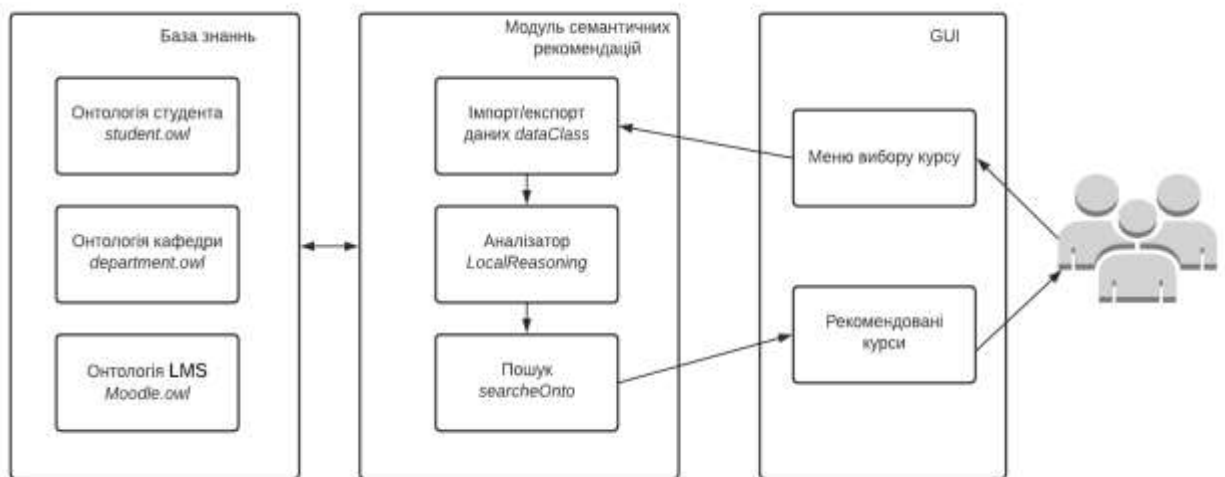 База знаннь
Онтологія студента
student.owl
Онтологія кафедри
department.owl
Онтологія LMS
Moodle.owl
Модуль семантичних
рекомендацій
Імпорт/експорт
даних dataClass
Аналізатор
LocalReasoning
Пошук
searcheOnto
GUI
Меню вибору курсу
Рекомендовані
курси